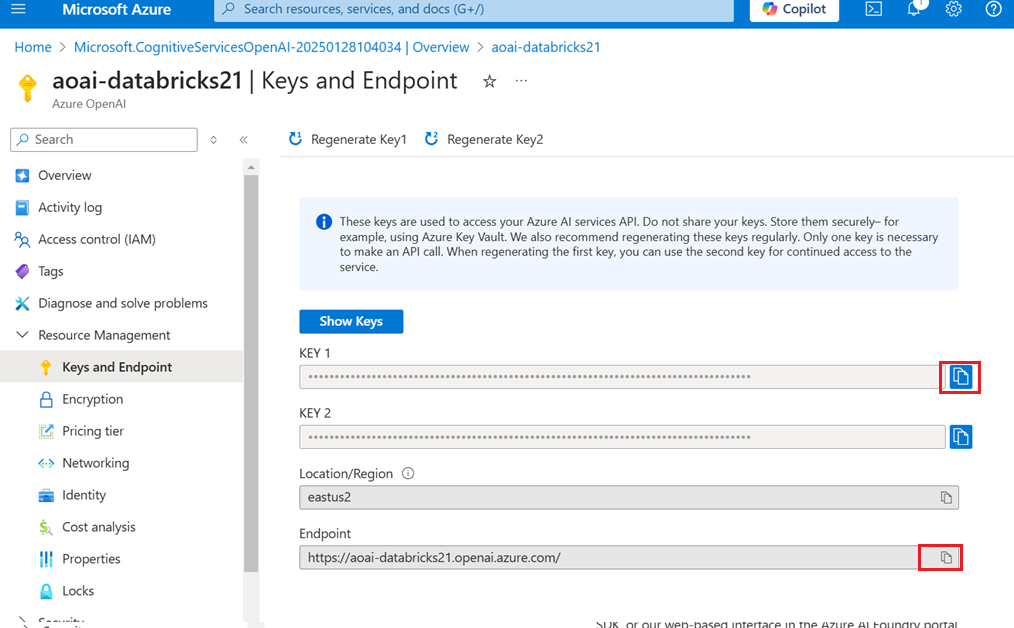 Microsoft Azure
Search resources, services, and docs (G+/)
Copilot
1
Home > Microsoft.CognitiveServicesOpenAI-20250128104034 | Overview > aoai-databricks21
aoai-databricks21 | Keys and Endpoint
Azure OpenAI
Search
Regenerate Key1
Regenerate Key2
Overview
Activity log
Access control (IAM)
Tags
Diagnose and solve problems
Resource Management
Keys and Endpoint
Encryption
Pricing tier
Networking
Identity
Cost analysis
Properties
Locks
Security
These keys are used to access your Azure AI services API. Do not share your keys. Store them securely– for
example, using Azure Key Vault. We also recommend regenerating these keys regularly. Only one key is necessary
to make an API call. When regenerating the first key, you can use the second key for continued access to the
service.
Show Keys
KEY 1
KEY 2
Location/Region
eastus2
Endpoint
https://aoai-databricks21.openai.azure.com/
SDK, or our web-based interface in the Azure AI Foundry portal.